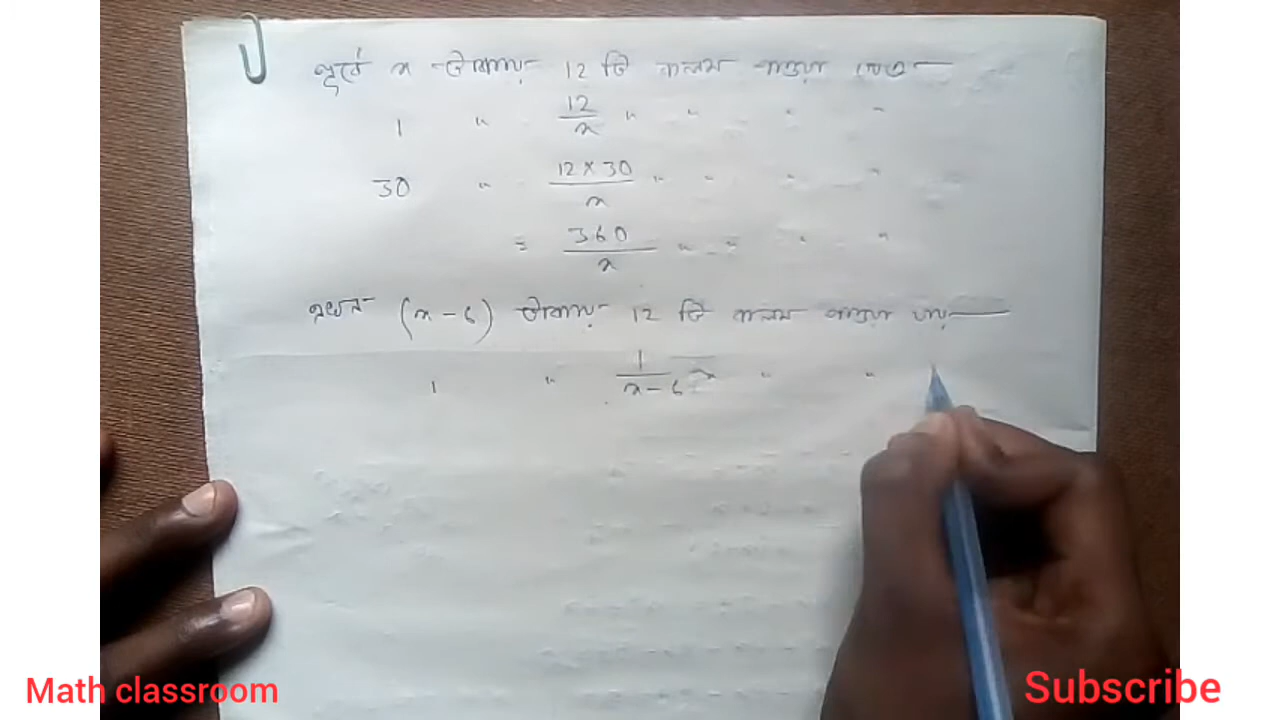 পূর্বে x টাকায় 12 টি কলম পাওয়া যেত
1 " 12/x " " " "
30 " 12×30/x " " " "
= 360/x " " " "
এখন (x-6) টাকায় 12 টি কলম পাওয়া যায়
1 " 1/x-6 " " "
Math classroom
Subscribe